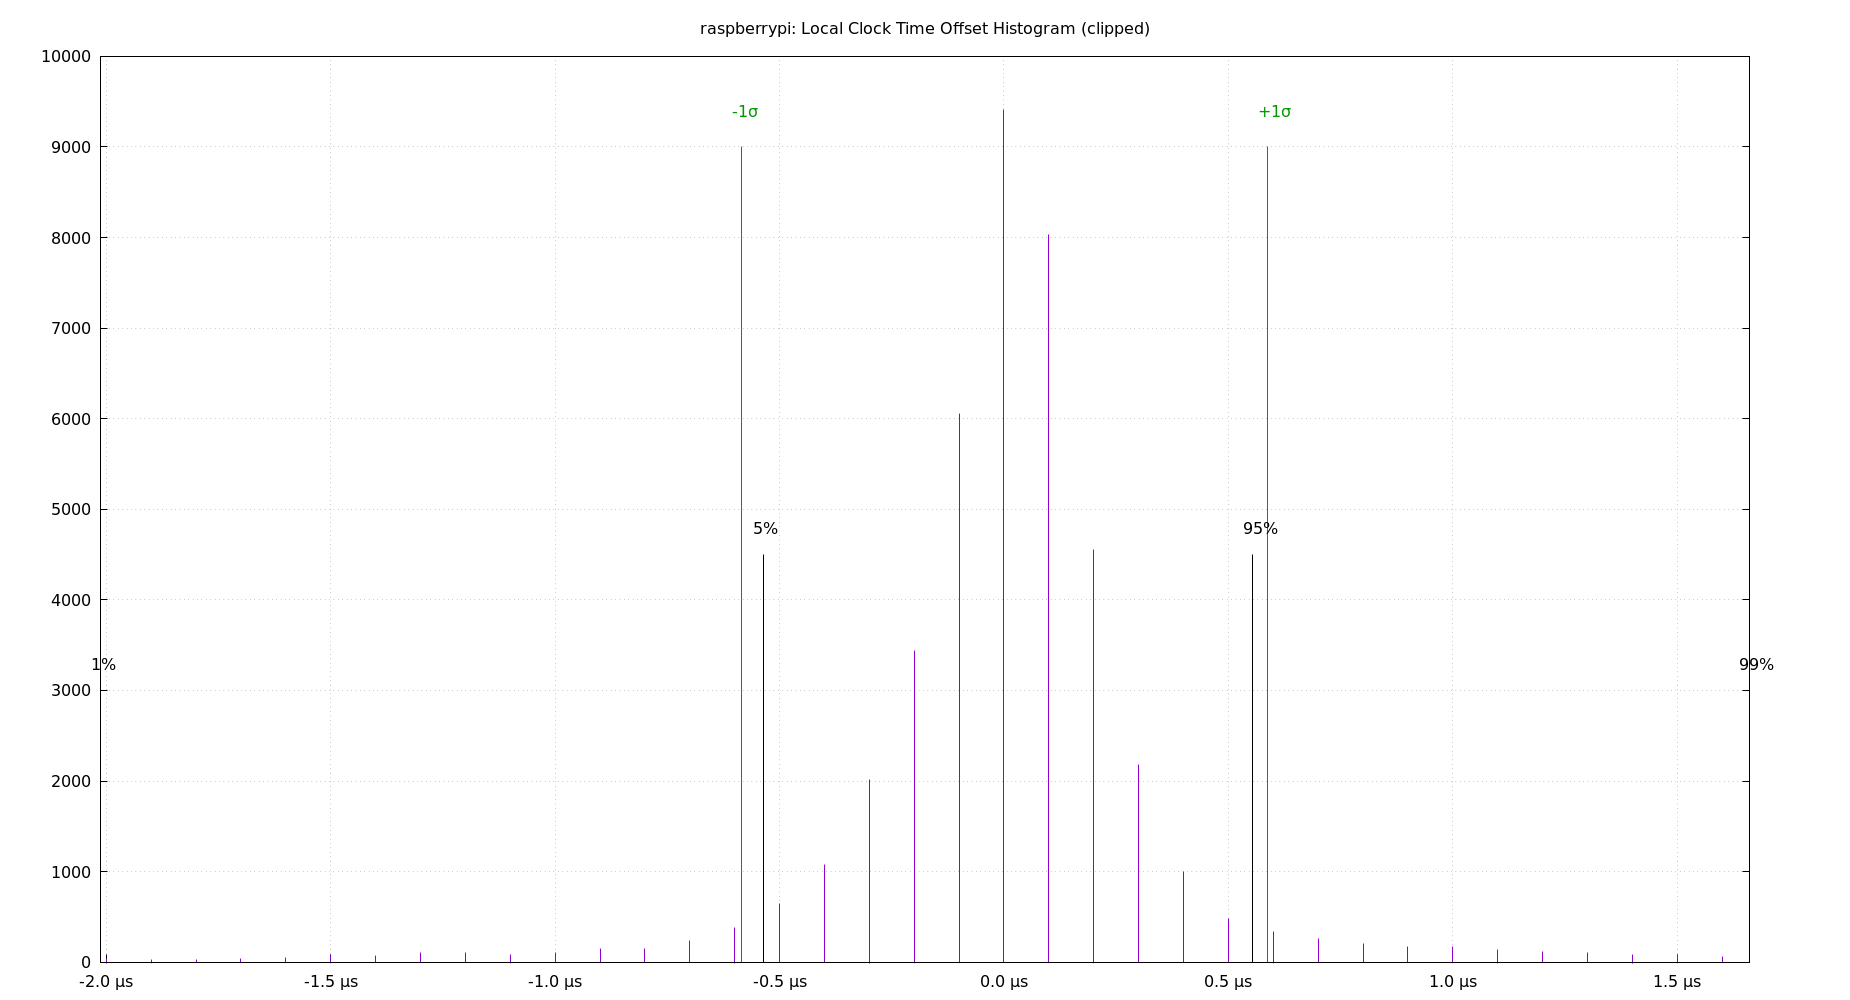 raspberrypi: Local Clock Time Offset Histogram (clipped)
10000
-1σ
+1σ
9000
8000
7000
6000
5000
5%
95%
4000
1%
99%
3000
2000
1000
0
-2.0 µs
-1.5 µs
-1.0 µs
-0.5 µs
0.0 µs
0.5 µs
1.0 µs
1.5 µs